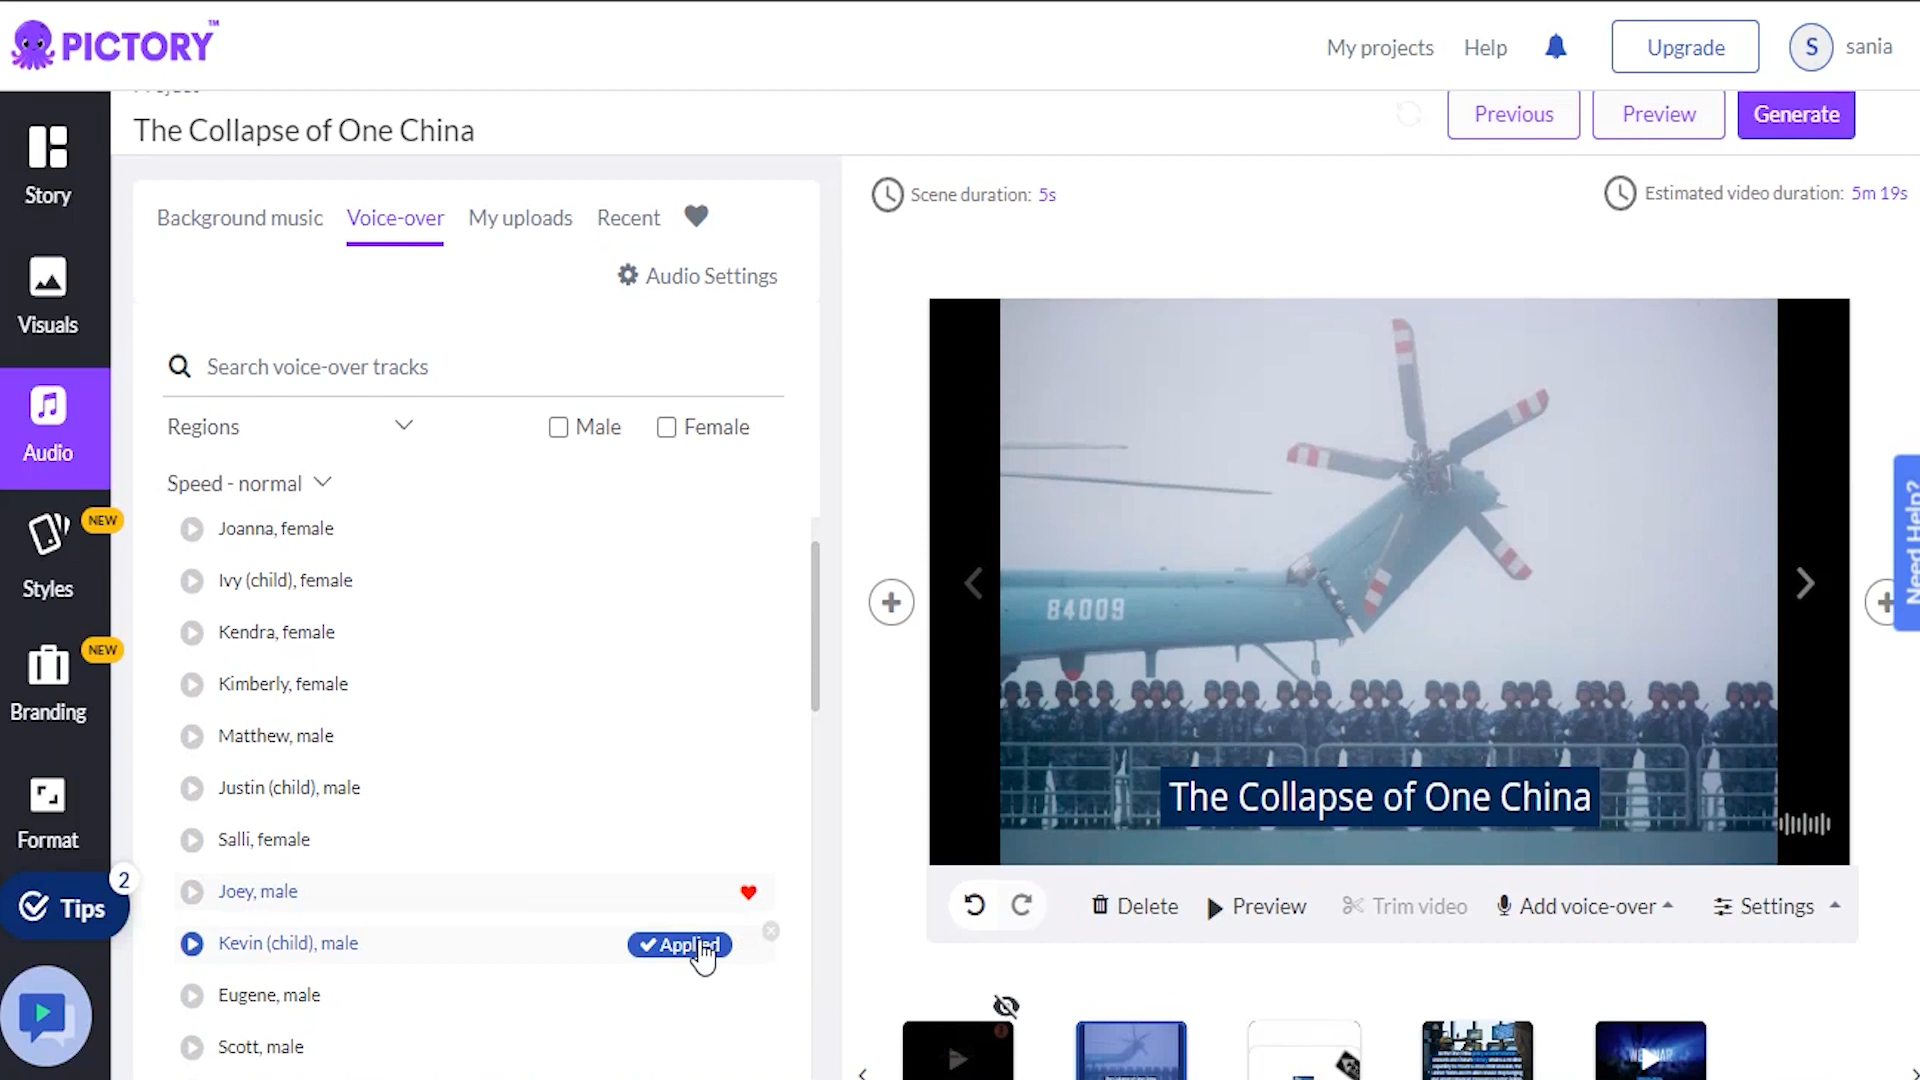 PICTORY™
My projects
Help
Upgrade
S
sania
The Collapse of One China
Previous
Preview
Generate
Story
Visuals
Audio
NEW
Styles
NEW
Branding
Format
2
Tips
Background music
Voice-over
My uploads
Recent
Audio Settings
Search voice-over tracks
Regions
Male
Female
Speed - normal
Joanna, female
Ivy (child), female
Kendra, female
Kimberly, female
Matthew, male
Justin (child), male
Salli, female
Joey, male
Kevin (child), male
Applied
Eugene, male
Scott, male
Scene duration: 5s
Estimated video duration: 5m 19s
84009
The Collapse of One China
Need Help?
Delete
Preview
Trim video
Add voice-over
Settings